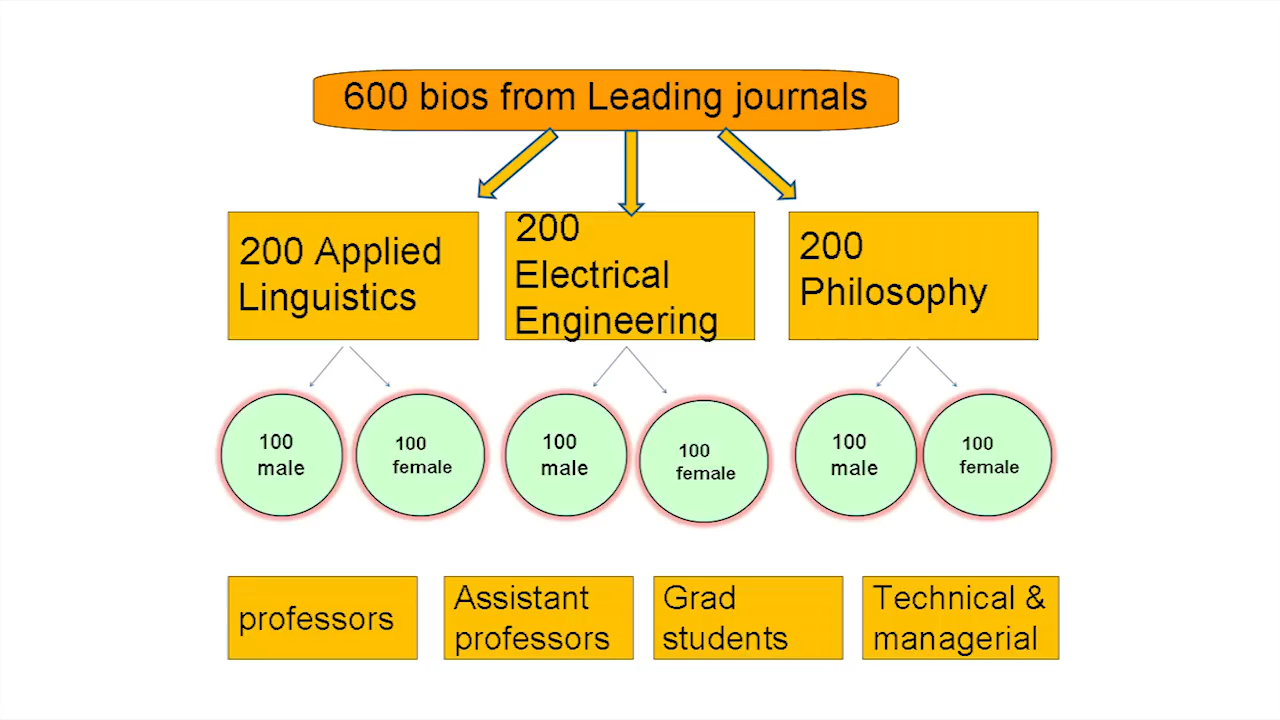 600 bios from Leading journals
200 Applied
Linguistics
200
Electrical
Engineering
200
Philosophy
100
male
100
female
100
male
100
female
100
male
100
female
professors
Assistant
professors
Grad
students
Technical &
managerial